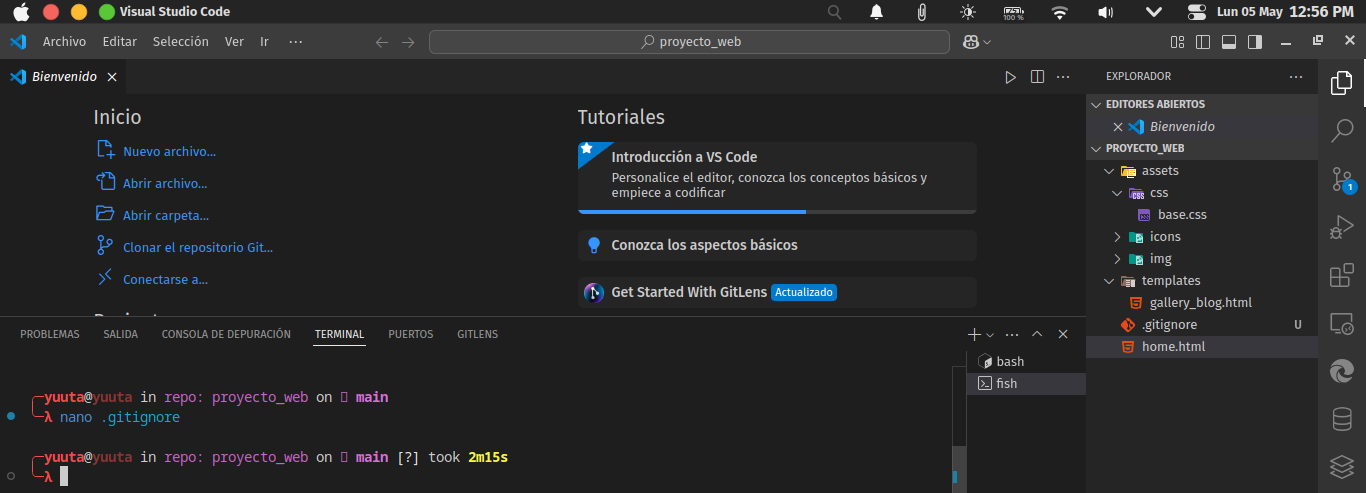 Visual Studio Code
100 %
Lun 05 May 12:56 PM
Archivo Editar Selección Ver Ir ···
proyecto_web
Bienvenido
Inicio
Nuevo archivo...
Abrir archivo...
Abrir carpeta...
Clonar el repositorio Git...
Conectarse a...
Tutoriales
Introducción a VS Code
Personalice el editor, conozca los conceptos básicos y
empiece a codificar
Conozca los aspectos básicos
Get Started With GitLens Actualizado
EXPLORADOR
EDITORES ABIERTOS
Bienvenido
PROYECTO_WEB
assets
css
base.css
icons
img
templates
gallery_blog.html
.gitignore U
home.html
1
PROBLEMAS SALIDA CONSOLA DE DEPURACIÓN TERMINAL PUERTOS GITLENS
yuuta@yuuta in repo: proyecto_web on main
λ nano .gitignore
yuuta@yuuta in repo: proyecto_web on main [?] took 2m15s
λ
bash
fish